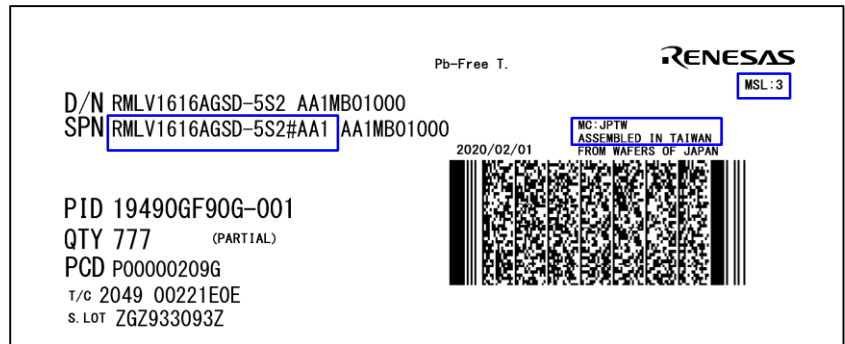 Pb-Free T.
RENESAS
MSL:3
D/N RMLV1616AGSD-5S2 AA1MB01000
SPN RMLV1616AGSD-5S2#AA1 AA1MB01000
MC:JPTW
ASSEMBLED IN TAIWAN
2020/02/01 FROM WAFERS OF JAPAN
PID 19490GF90G-001
QTY 777 (PARTIAL)
PCD P00000209G
T/C 2049 00221E0E
S.LOT ZGZ933093Z